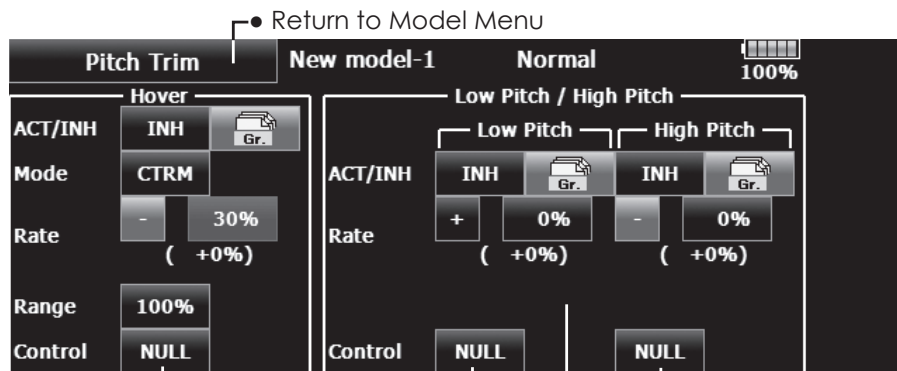 Return to Model Menu
Pitch Trim New model-1 Normal 100%
Hover
ACT/INH INH Gr.
Mode CTRM
Rate - 30%
( +0%)
Range 100%
Control NULL
Low Pitch / High Pitch
Low Pitch High Pitch
ACT/INH INH Gr. INH Gr.
Rate + 0% - 0%
( +0%) ( +0%)
Control NULL NULL